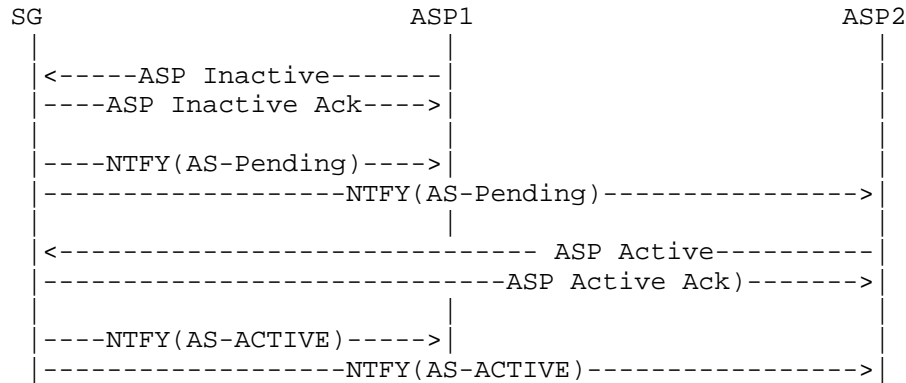 SG ASP1 ASP2
<-----ASP Inactive-------
----ASP Inactive Ack---->
----NTFY(AS-Pending)---->
-------------------NTFY(AS-Pending)---------------->
<------------------------------ ASP Active----------
-----------------------------ASP Active Ack)------->
----NTFY(AS-ACTIVE)----->
-------------------NTFY(AS-ACTIVE)----------------->